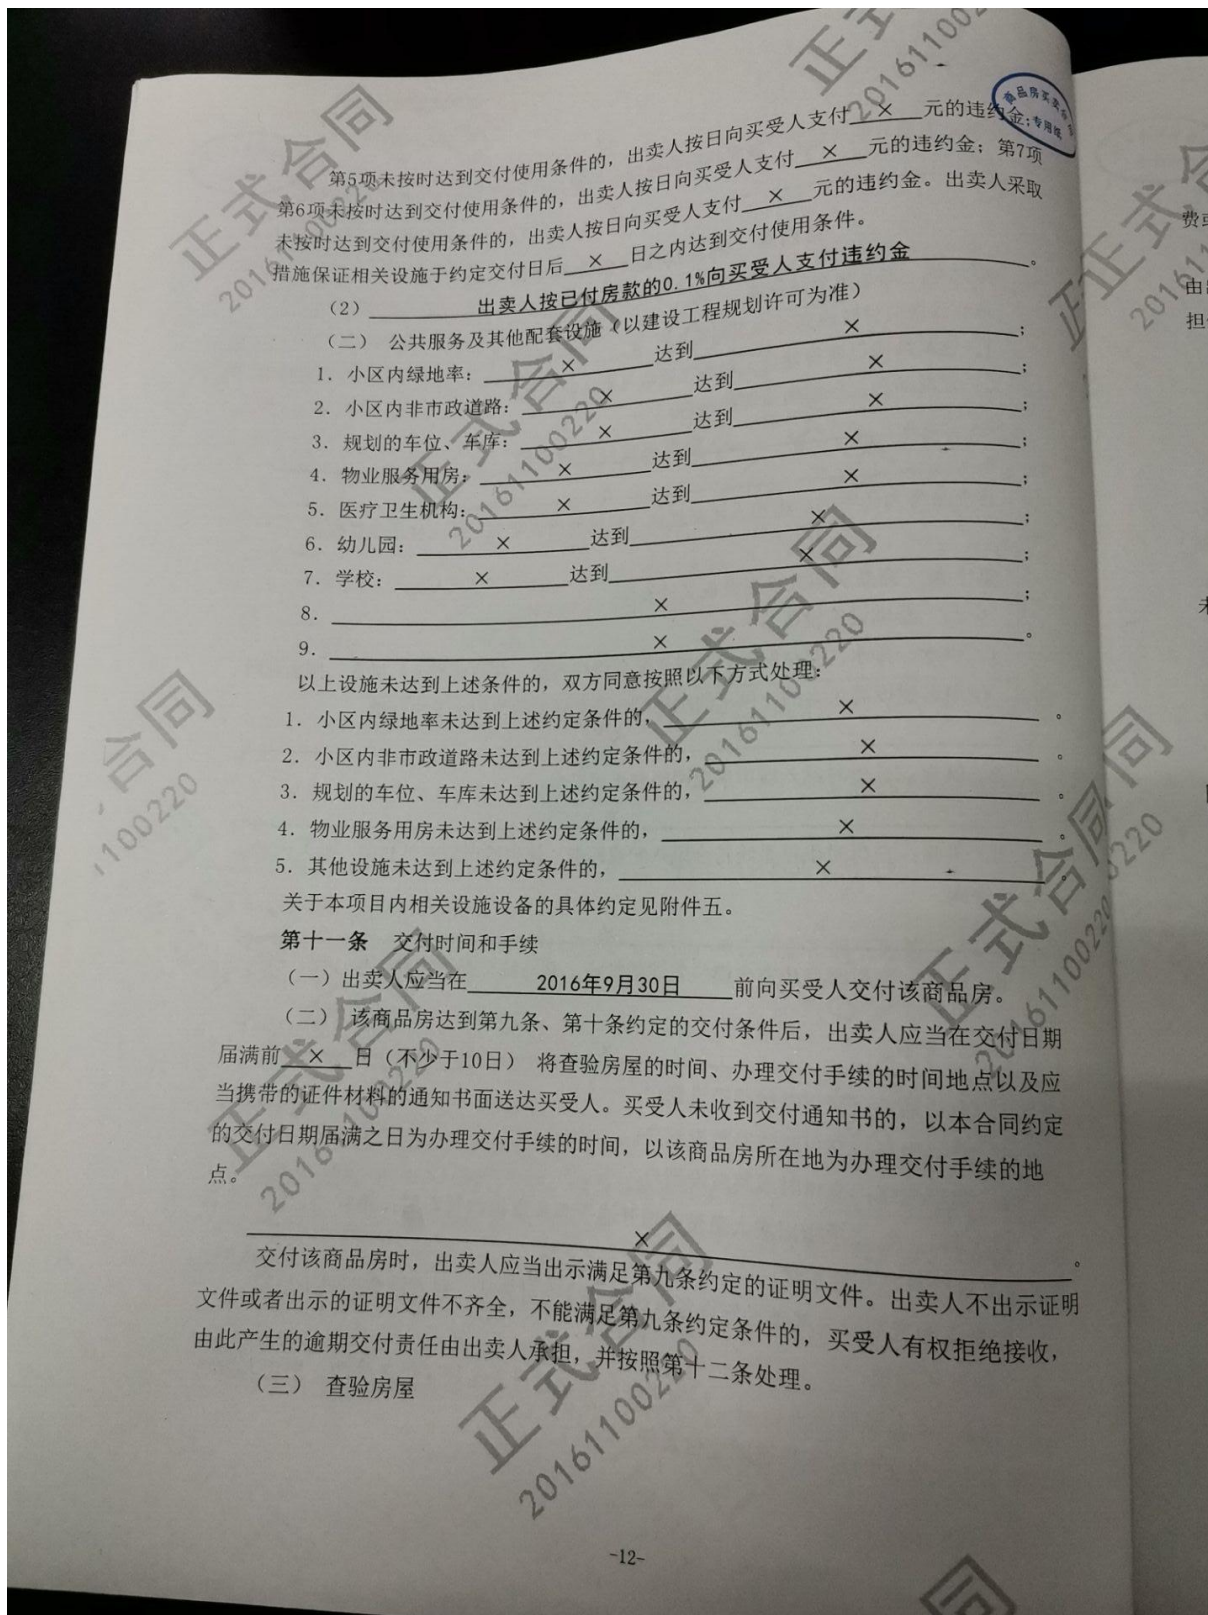 第5项未按时达到交付使用条件的，出卖人按日向买受人支付 × 元的违约金；
第6项未按时达到交付使用条件的，出卖人按日向买受人支付 × 元的违约金；第7项
未按时达到交付使用条件的，出卖人按日向买受人支付 × 元的违约金。出卖人采取
措施保证相关设施于约定交付日后 × 日之内达到交付使用条件。
（2） 出卖人按已付房款的0.1%向买受人支付违约金 。
（二） 公共服务及其他配套设施（以建设工程规划许可为准）
1. 小区内绿地率： × 达到 × ；
2. 小区内非市政道路： × 达到 × ；
3. 规划的车位、车库： × 达到 × ；
4. 物业服务用房： × 达到 × ；
5. 医疗卫生机构： × 达到 × ；
6. 幼儿园： × 达到 × ；
7. 学校： × 达到 × ；
8. × ；
9. × 。
以上设施未达到上述条件的，双方同意按照以下方式处理：
1. 小区内绿地率未达到上述约定条件的， × 。
2. 小区内非市政道路未达到上述约定条件的， × 。
3. 规划的车位、车库未达到上述约定条件的， × 。
4. 物业服务用房未达到上述约定条件的， × 。
5. 其他设施未达到上述约定条件的， × 。
关于本项目内相关设施设备的具体约定见附件五。
第十一条 交付时间和手续
（一）出卖人应当在 2016年9月30日 前向买受人交付该商品房。
（二） 该商品房达到第九条、第十条约定的交付条件后，出卖人应当在交付日期
届满前 × 日（不少于10日） 将查验房屋的时间、办理交付手续的时间地点以及应
当携带的证件材料的通知书面送达买受人。买受人未收到交付通知书的，以本合同约定
的交付日期届满之日为办理交付手续的时间，以该商品房所在地为办理交付手续的地
点。
× 。
交付该商品房时，出卖人应当出示满足第九条约定的证明文件。出卖人不出示证明
文件或者出示的证明文件不齐全，不能满足第九条约定条件的，买受人有权拒绝接收，
由此产生的逾期交付责任由出卖人承担，并按照第十二条处理。
（三） 查验房屋
-12-
正式合同
20161100220